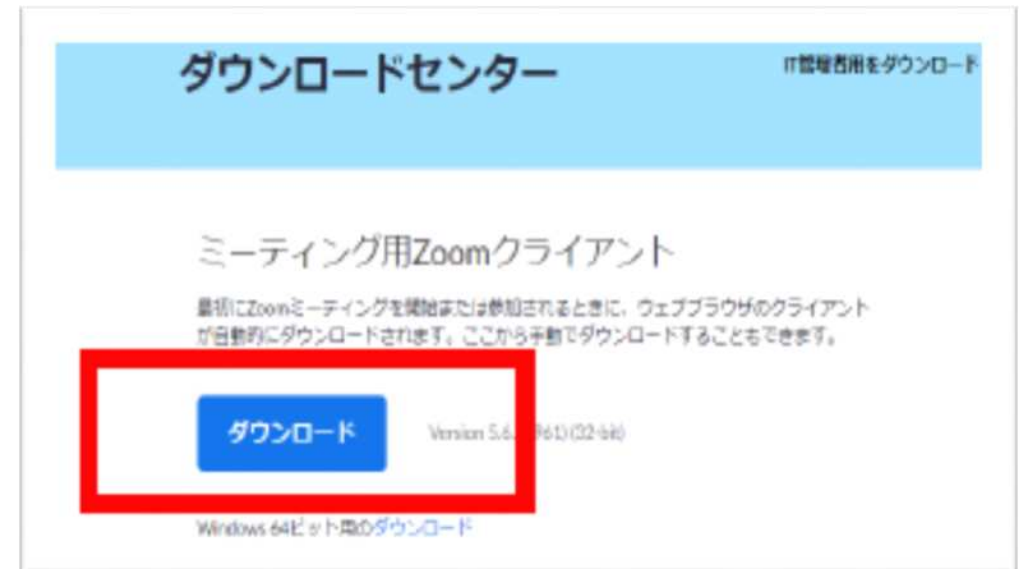 ダウンロードセンター
IT管理者用をダウンロード
ミーティング用Zoomクライアント
最初にZoomミーティングを開始または参加されるときに、ウェブブラウザのクライアント
が自動的にダウンロードされます。ここから手動でダウンロードすることもできます。
ダウンロード
Version 5.6. 961) (32-bit)
Windows 64ビット用のダウンロード